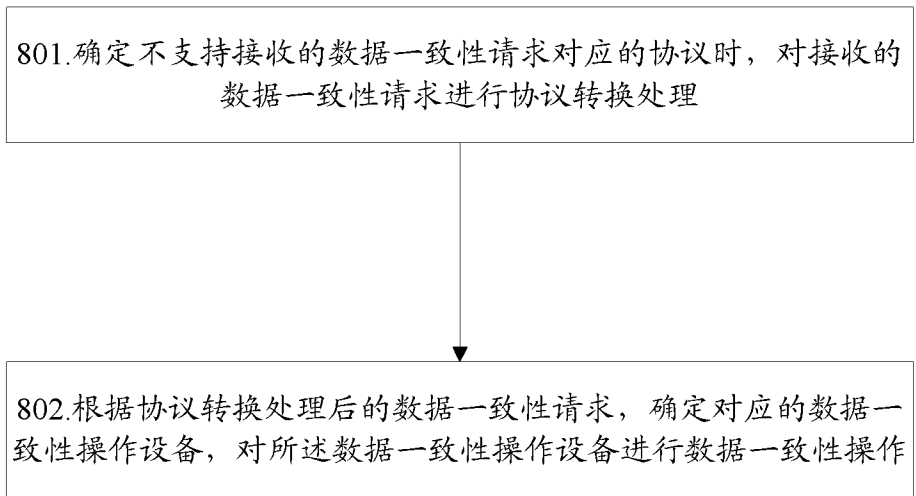 801.确定不支持接收的数据一致性请求对应的协议时，对接收的
数据一致性请求进行协议转换处理
802.根据协议转换处理后的数据一致性请求，确定对应的数据一
致性操作设备，对所述数据一致性操作设备进行数据一致性操作